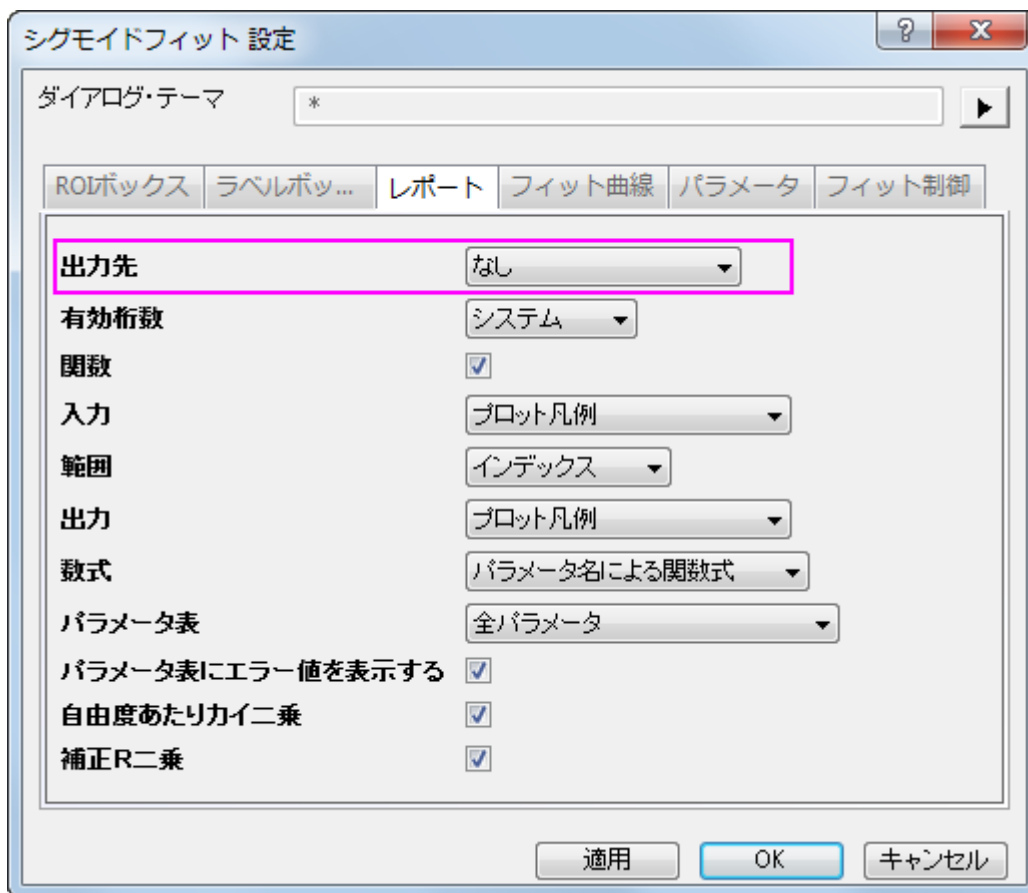 シグモイドフィット 設定
?
x
ダイアログ・テーマ
*
ROIボックス ラベルボッ... レポート フィット曲線 パラメータ フィット制御
出力先 なし
有効桁数 システム
関数
入力 プロット凡例
範囲 インデックス
出力 プロット凡例
数式 パラメータ名による関数式
パラメータ表 全パラメータ
パラメータ表にエラー値を表示する
自由度あたりカイ二乗
補正R二乗
適用 OK キャンセル